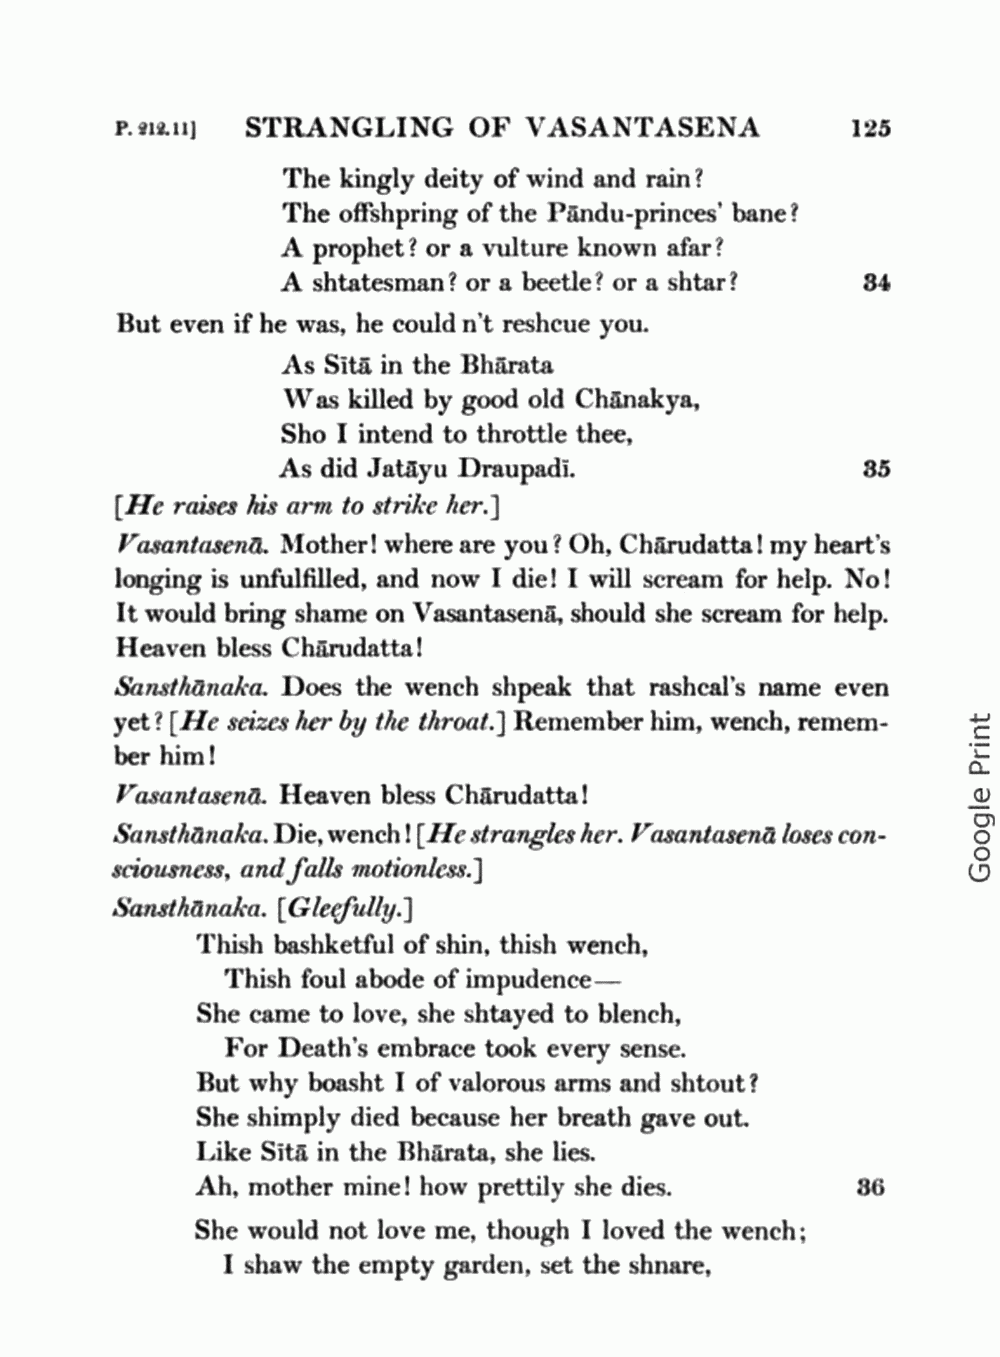 P. 212.11] STRANGLING OF VASANTASENA 125
The kingly deity of wind and rain?
The offshpring of the Pāndu-princes' bane?
A prophet? or a vulture known afar?
A shtatesman? or a beetle? or a shtar? 34
But even if he was, he could n't reshcue you.
As Sītā in the Bhārata
Was killed by good old Chānakya,
Sho I intend to throttle thee,
As did Jatāyu Draupadī. 35
[He raises his arm to strike her.]
Vasantasenā. Mother! where are you? Oh, Chārudatta! my heart's
longing is unfulfilled, and now I die! I will scream for help. No!
It would bring shame on Vasantasenā, should she scream for help.
Heaven bless Chārudatta!
Sansthānaka. Does the wench shpeak that rashcal's name even
yet? [He seizes her by the throat.] Remember him, wench, remem-
ber him!
Vasantasenā. Heaven bless Chārudatta!
Sansthānaka. Die, wench! [He strangles her. Vasantasenā loses con-
sciousness, and falls motionless.]
Sansthānaka. [Gleefully.]
Thish bashketful of shin, thish wench,
Thish foul abode of impudence—
She came to love, she shtayed to blench,
For Death's embrace took every sense.
But why boasht I of valorous arms and shtout?
She shimply died because her breath gave out.
Like Sītā in the Bhārata, she lies.
Ah, mother mine! how prettily she dies. 36
She would not love me, though I loved the wench;
I shaw the empty garden, set the shnare,
Google Print